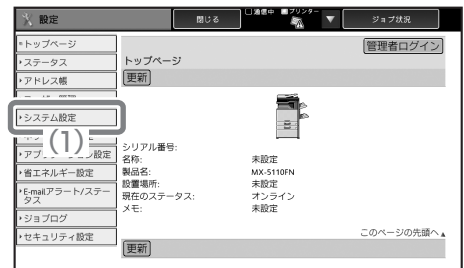 設定
閉じる
通信中
プリンター
ジョブ状況
トップページ
ステータス
アドレス帳
システム設定
(1)
設定
省エネルギー設定
E-mailアラート/ステー
タス
ジョブログ
セキュリティ設定
管理者ログイン
トップページ
更新
シリアル番号:
名称: 未設定
製品名: MX-5110FN
設置場所: 未設定
現在のステータス: オンライン
メモ: 未設定
このページの先頭へ▲
更新